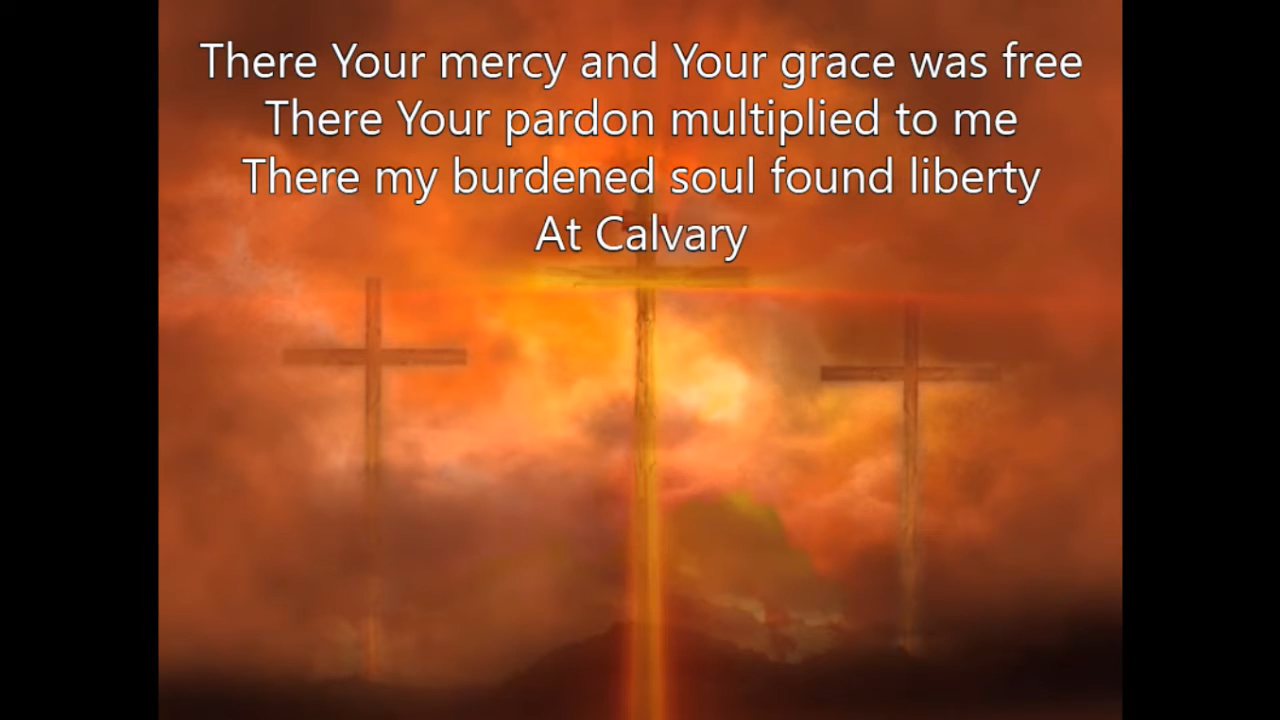 There Your mercy and Your grace was free
There Your pardon multiplied to me
There my burdened soul found liberty
At Calvary